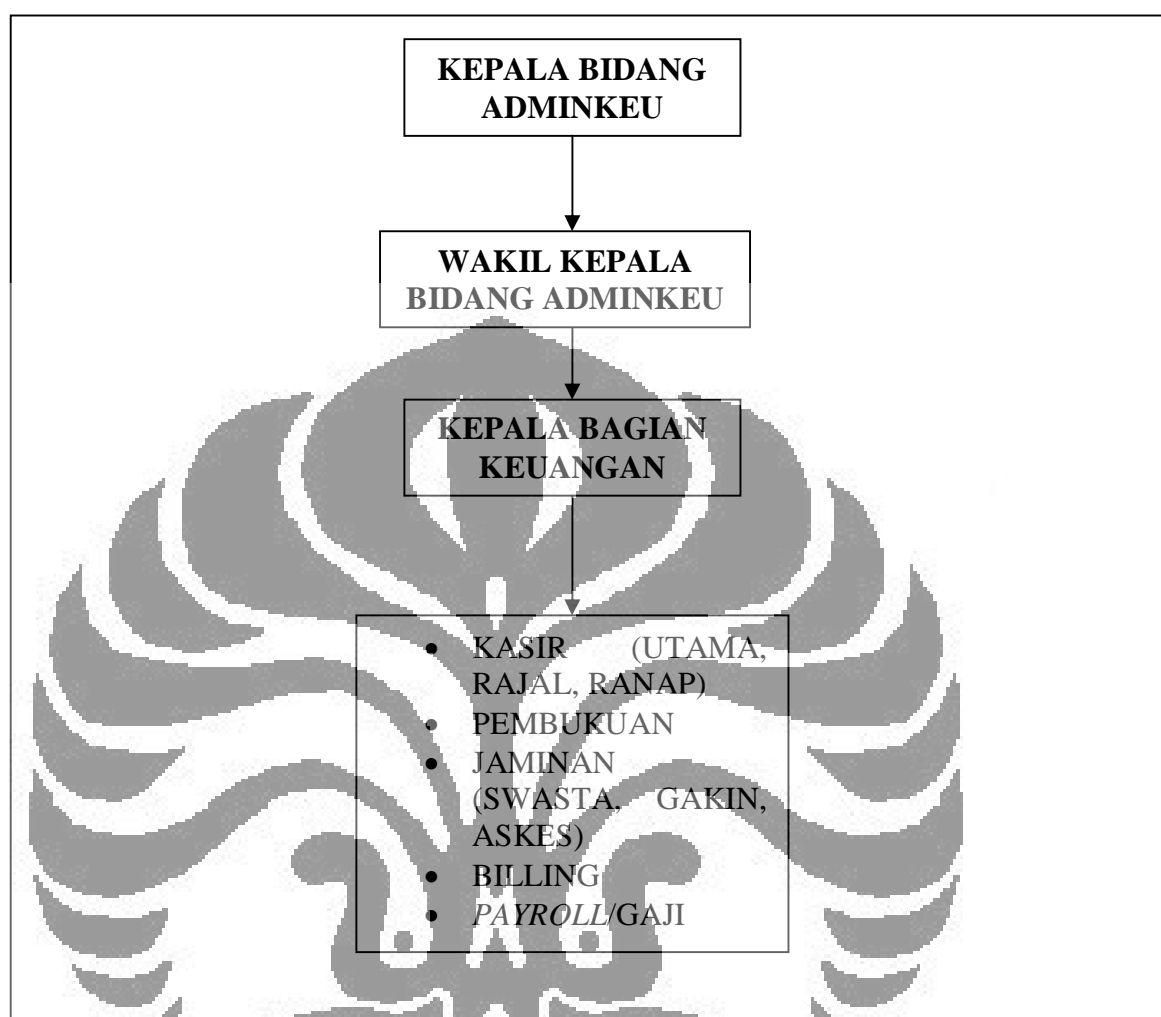 KEPALA BIDANG
ADMINKEU
WAKIL KEPALA
BIDANG ADMINKEU
KEPALA BAGIAN
KEUANGAN
• KASIR (UTAMA,
RAJAL, RANAP)
• PEMBUKUAN
• JAMINAN
(SWASTA, GAKIN,
ASKES)
• BILLING
• PAYROLL/GAJI